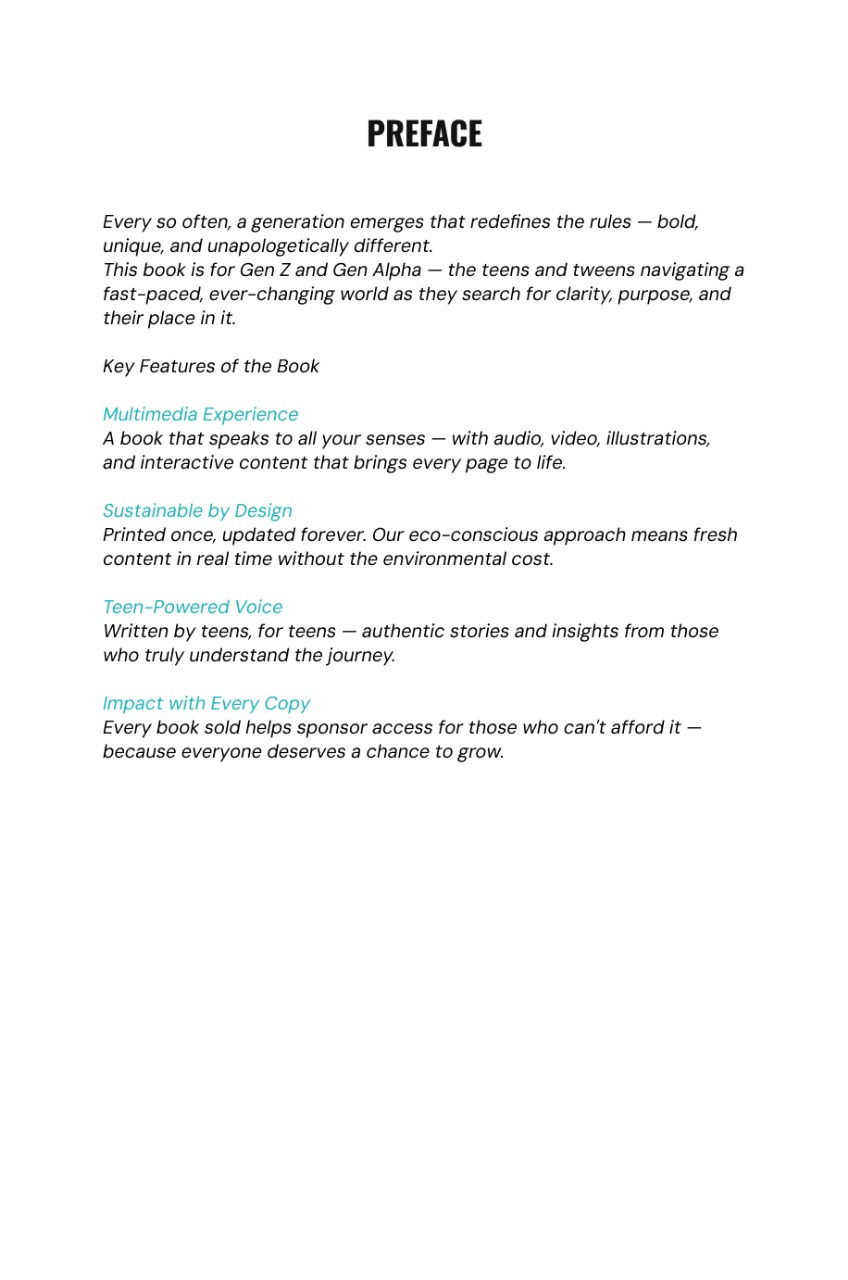 PREFACE
Every so often, a generation emerges that redefines the rules — bold,
unique, and unapologetically different.
This book is for Gen Z and Gen Alpha — the teens and tweens navigating a
fast-paced, ever-changing world as they search for clarity, purpose, and
their place in it.
Key Features of the Book
Multimedia Experience
A book that speaks to all your senses — with audio, video, illustrations,
and interactive content that brings every page to life.
Sustainable by Design
Printed once, updated forever. Our eco-conscious approach means fresh
content in real time without the environmental cost.
Teen-Powered Voice
Written by teens, for teens — authentic stories and insights from those
who truly understand the journey.
Impact with Every Copy
Every book sold helps sponsor access for those who can't afford it —
because everyone deserves a chance to grow.